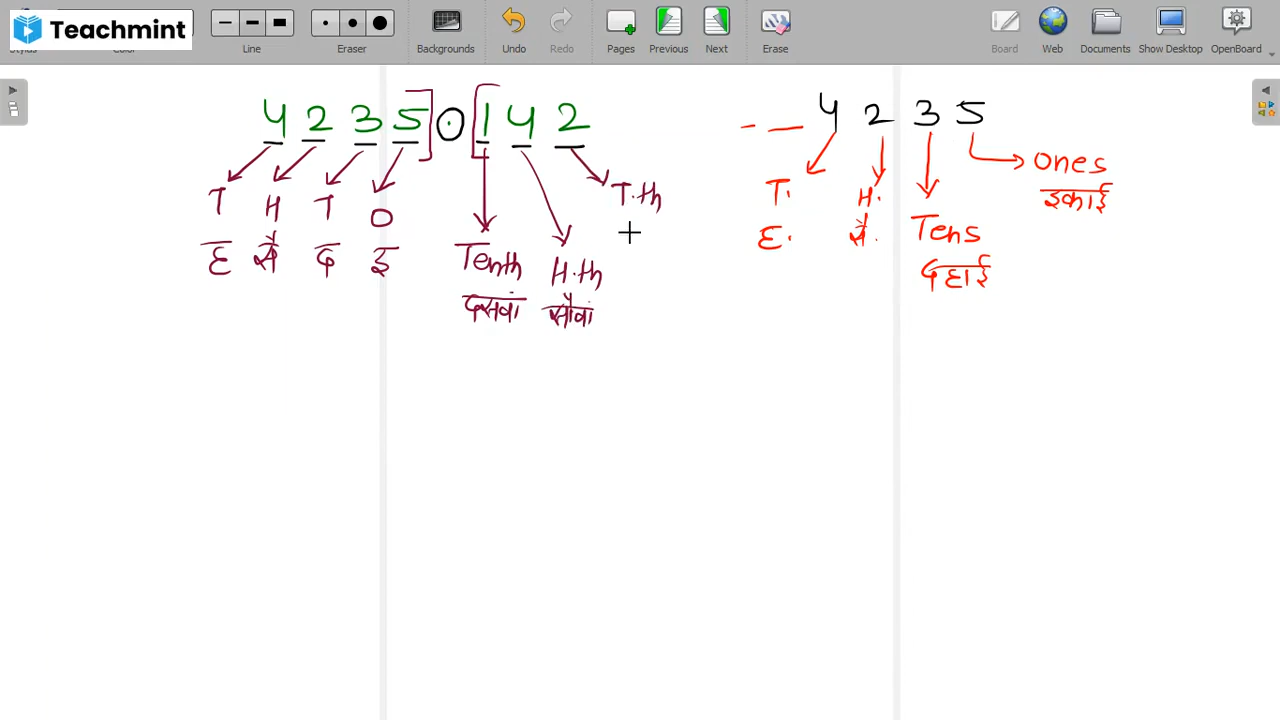 Teachmint
Line
Eraser
Backgrounds
Undo
Redo
Pages
Previous
Next
Erase
Board
Web
Documents
Show Desktop
OpenBoard
4 2 3 5 ] . [ 1 4 2
T H T O
ह सै द इ
Tenth H.th T.th
दसवां सौवां
4 2 3 5
T. H. Tens Ones
ह. सै. दहाई इकाई